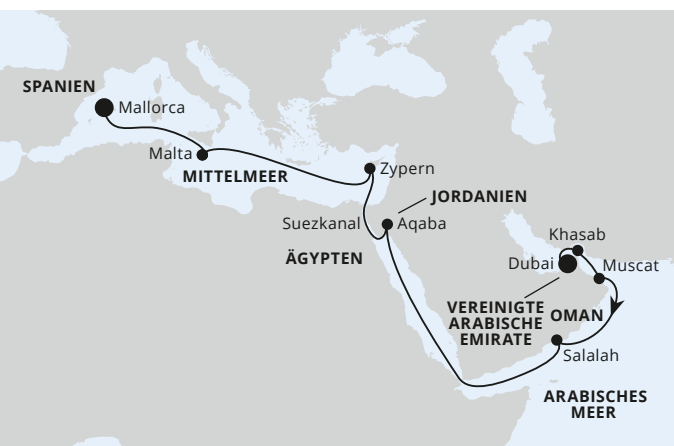 SPANIEN
Mallorca
Malta
MITTELMEER
Zypern
JORDANIEN
Suezkanal
Aqaba
ÄGYPTEN
Khasab
Dubai
Muscat
VEREINIGTE
ARABISCHE
EMIRATE
OMAN
Salalah
ARABISCHES
MEER